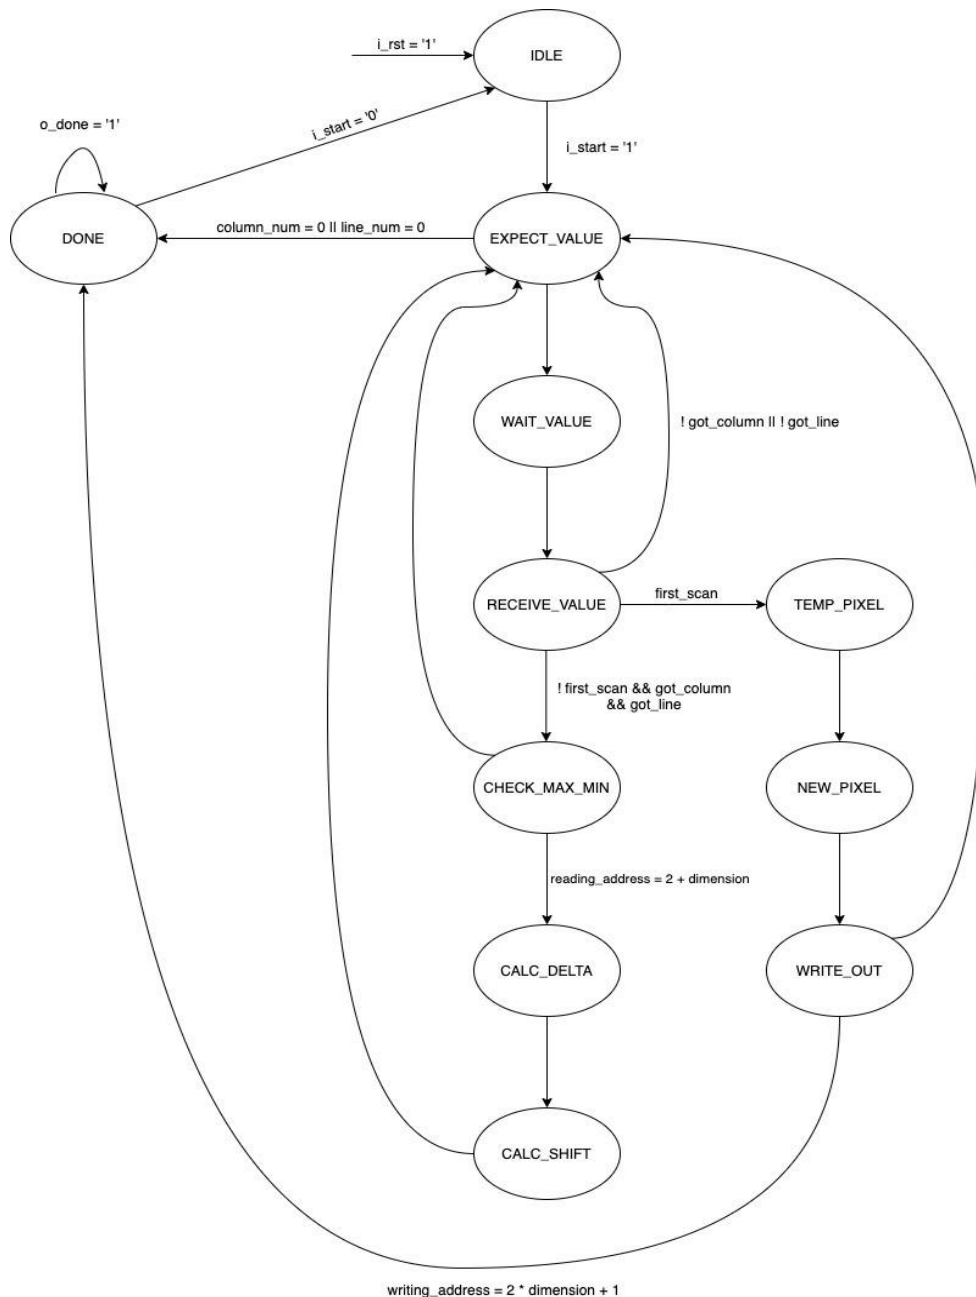 i_rst = '1'
IDLE
o_done = '1'
i_start = '0'
i_start = '1'
DONE
column_num = 0 || line_num = 0
EXPECT_VALUE
WAIT_VALUE
! got_column || ! got_line
RECEIVE_VALUE
first_scan
TEMP_PIXEL
! first_scan && got_column
&& got_line
CHECK_MAX_MIN
NEW_PIXEL
reading_address = 2 + dimension
CALC_DELTA
WRITE_OUT
CALC_SHIFT
writing_address = 2 * dimension + 1